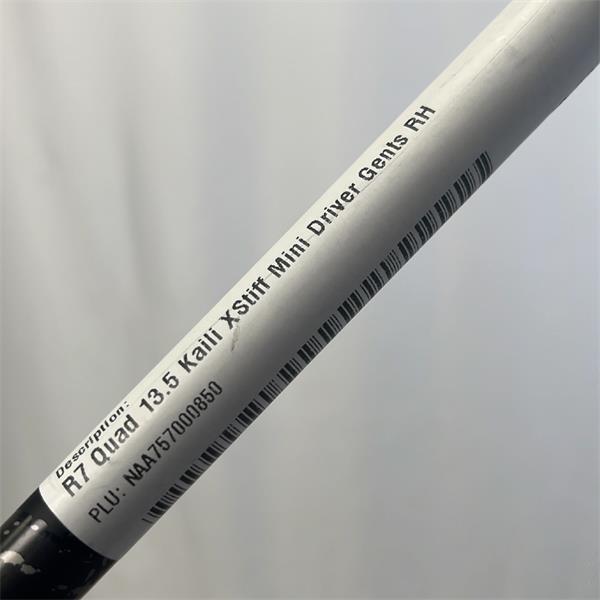 Description:
R7 Quad 13.5 Kaili XStiff Mini Driver Gents RH
PLU: NAA757000850